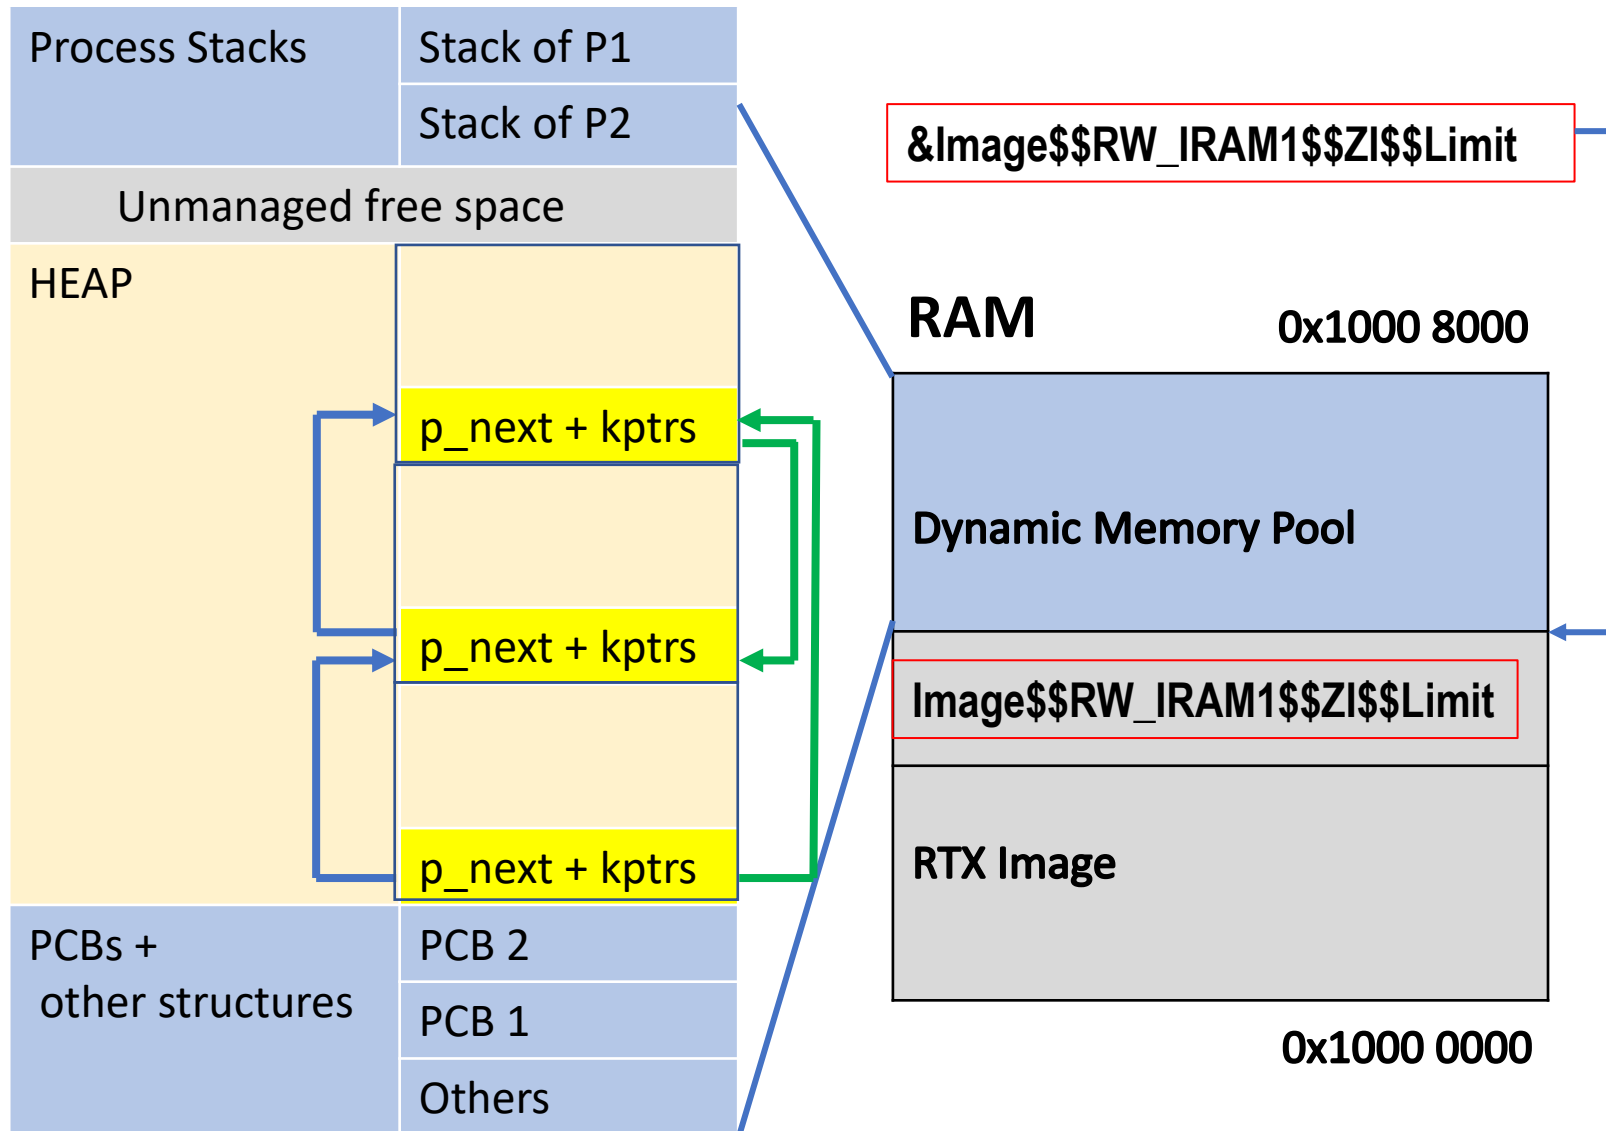 Process Stacks
Stack of P1
Stack of P2
Unmanaged free space
HEAP
p_next + kptrs
p_next + kptrs
p_next + kptrs
PCBs +
other structures
PCB 2
PCB 1
Others
&Image$$RW_IRAM1$$ZI$$Limit
RAM
0x1000 8000
Dynamic Memory Pool
Image$$RW_IRAM1$$ZI$$Limit
RTX Image
0x1000 0000